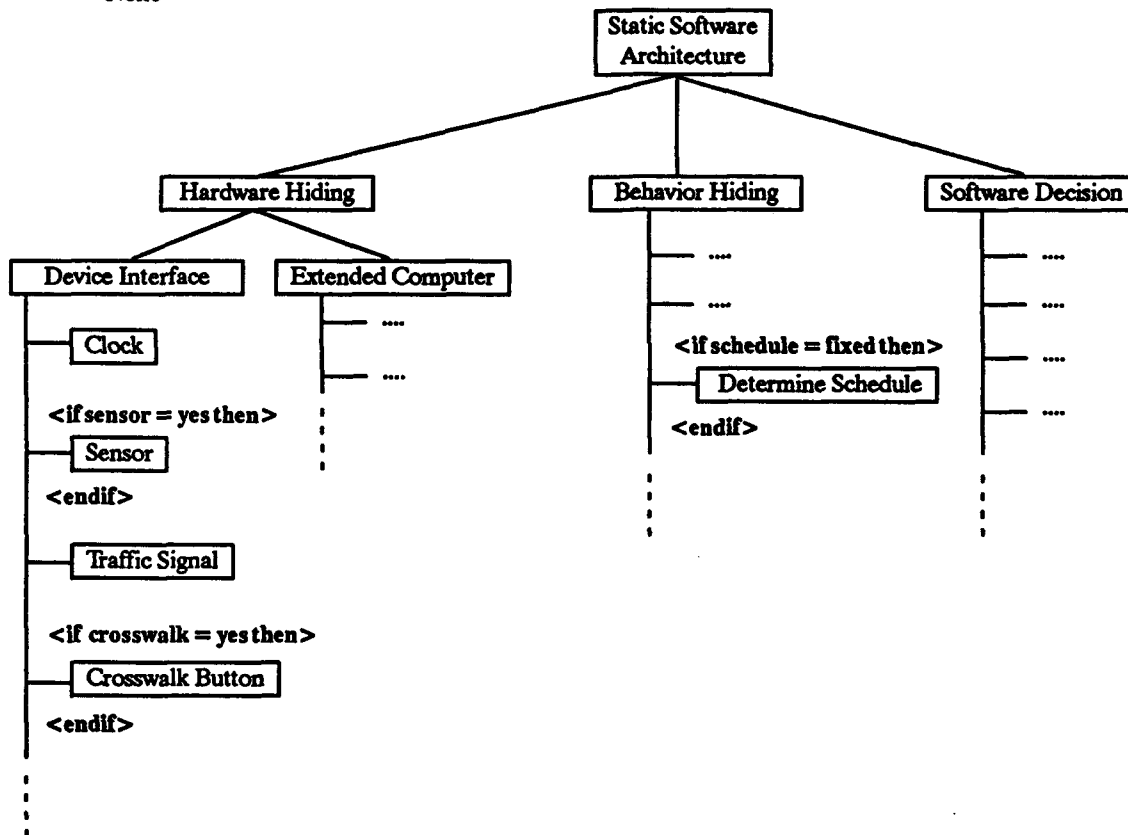 Static Software
Architecture
Hardware Hiding
Behavior Hiding
Software Decision
Device Interface
Extended Computer
Clock
<if sensor = yes then>
Sensor
<endif>
Traffic Signal
<if crosswalk = yes then>
Crosswalk Button
<endif>
....
....
....
....
<if schedule = fixed then>
Determine Schedule
<endif>
....
....
....
....